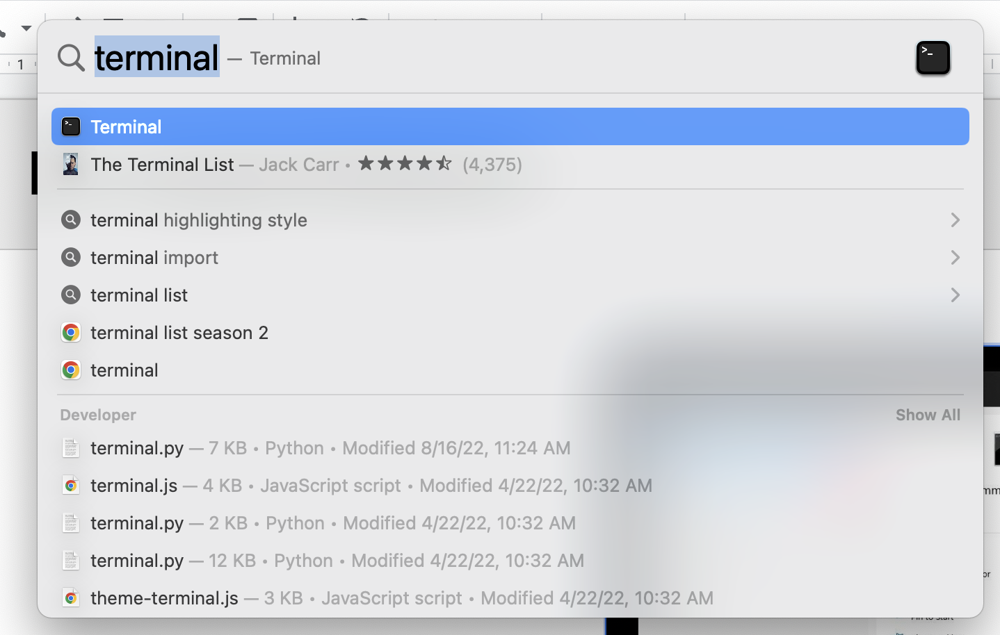 1
terminal — Terminal
Terminal
The Terminal List — Jack Carr • ★★★★⯪ (4,375)
terminal highlighting style
terminal import
terminal list
terminal list season 2
terminal
Developer Show All
terminal.py — 7 KB • Python • Modified 8/16/22, 11:24 AM
terminal.js — 4 KB • JavaScript script • Modified 4/22/22, 10:32 AM
terminal.py — 2 KB • Python • Modified 4/22/22, 10:32 AM
terminal.py — 12 KB • Python • Modified 4/22/22, 10:32 AM
theme-terminal.js — 3 KB • JavaScript script • Modified 4/22/22, 10:32 AM